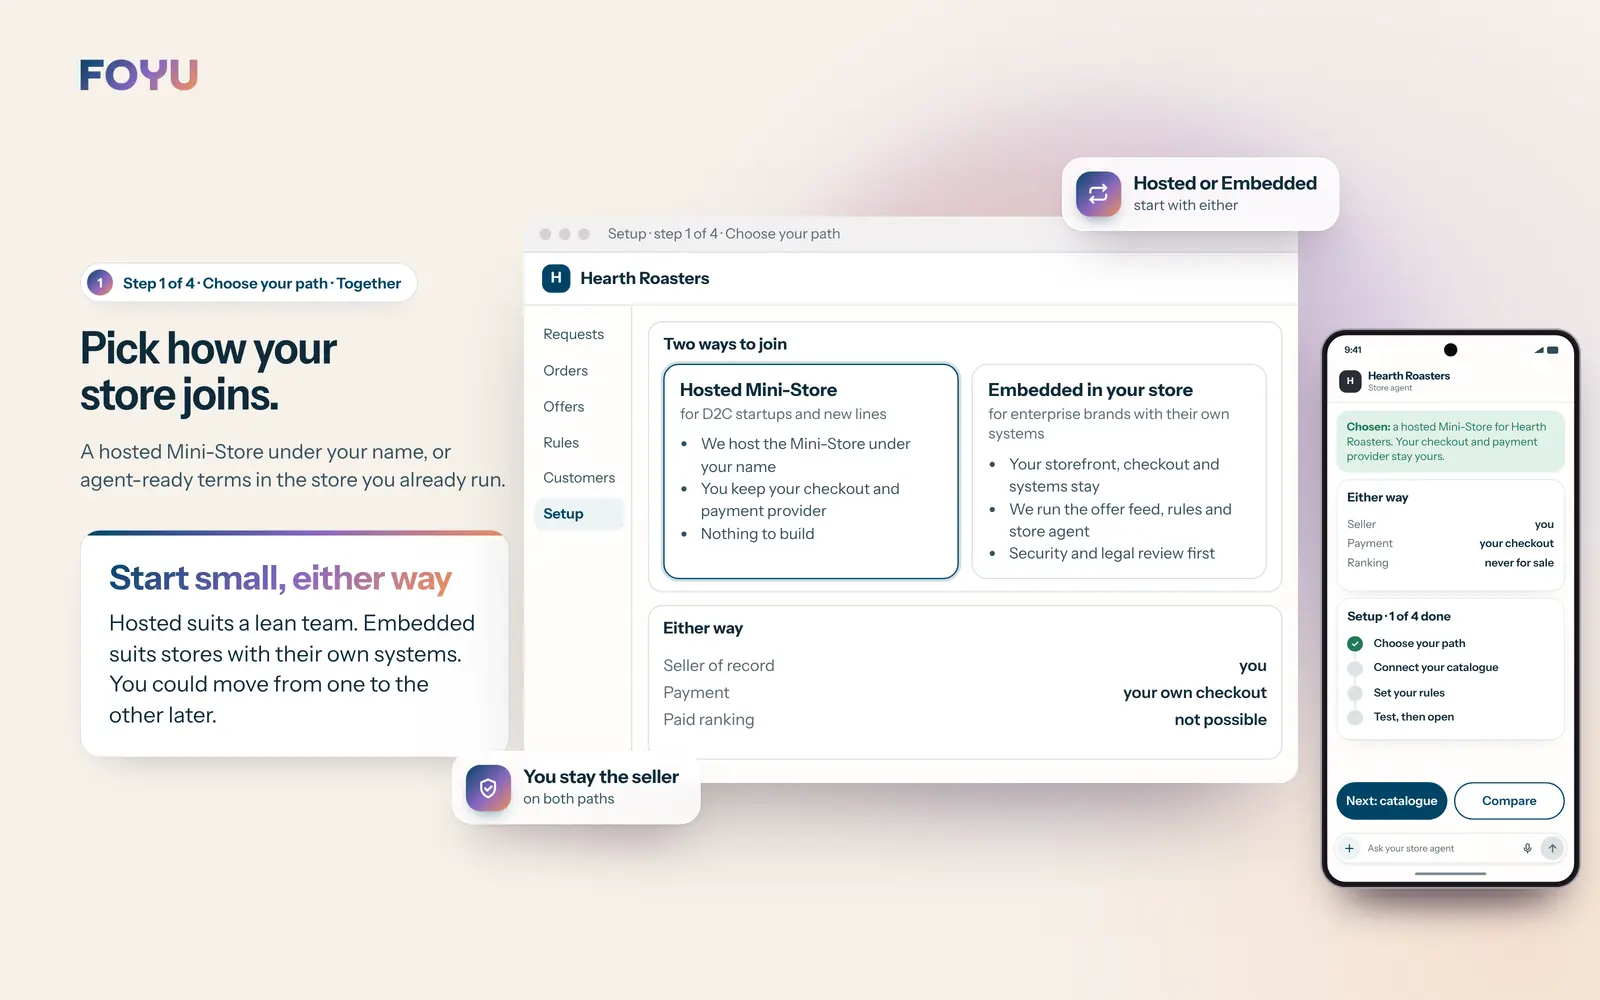 FOYU
1 Step 1 of 4 · Choose your path · Together
Pick how your
store joins.
A hosted Mini-Store under your name, or
agent-ready terms in the store you already run.
Start small, either way
Hosted suits a lean team. Embedded
suits stores with their own systems.
You could move from one to the
other later.
Hosted or Embedded
start with either
Setup · step 1 of 4 · Choose your path
H Hearth Roasters
Requests
Orders
Offers
Rules
Customers
Setup
Two ways to join
Hosted Mini-Store
for D2C startups and new lines
• We host the Mini-Store under
your name
• You keep your checkout and
payment provider
• Nothing to build
Embedded in your store
for enterprise brands with their own
systems
• Your storefront, checkout and
systems stay
• We run the offer feed, rules and
store agent
• Security and legal review first
Either way
Seller of record you
Payment your own checkout
Paid ranking not possible
You stay the seller
on both paths
9:41
H Hearth Roasters
Store agent
Chosen: a hosted Mini-Store for Hearth
Roasters. Your checkout and payment
provider stay yours.
Either way
Seller you
Payment your checkout
Ranking never for sale
Setup · 1 of 4 done
Choose your path
Connect your catalogue
Set your rules
Test, then open
Next: catalogue
Compare
Ask your store agent